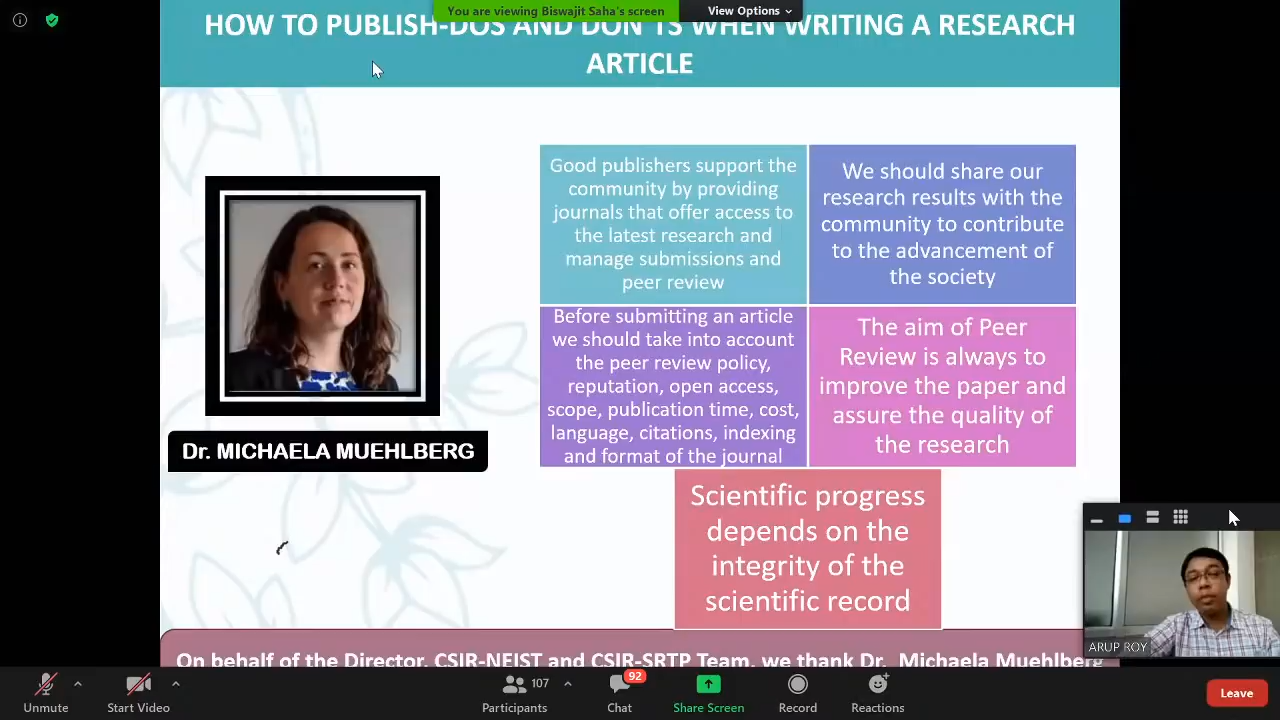 You are viewing Biswajit Saha's screen
View Options
HOW TO PUBLISH-DOS AND DON'TS WHEN WRITING A RESEARCH
ARTICLE
Good publishers support the
community by providing
journals that offer access to
the latest research and
manage submissions and
peer review
We should share our
research results with the
community to contribute
to the advancement of
the society
Before submitting an article
we should take into account
the peer review policy,
reputation, open access,
scope, publication time, cost,
language, citations, indexing
and format of the journal
The aim of Peer
Review is always to
improve the paper and
assure the quality of
the research
Scientific progress
depends on the
integrity of the
scientific record
Dr. MICHAELA MUEHLBERG
ARUP ROY
On behalf of the Director, CSIR-NEIST and CSIR-SRTP Team, we thank Dr. Michaela Muehlberg
Unmute
Start Video
107
Participants
92
Chat
Share Screen
Record
Reactions
Leave